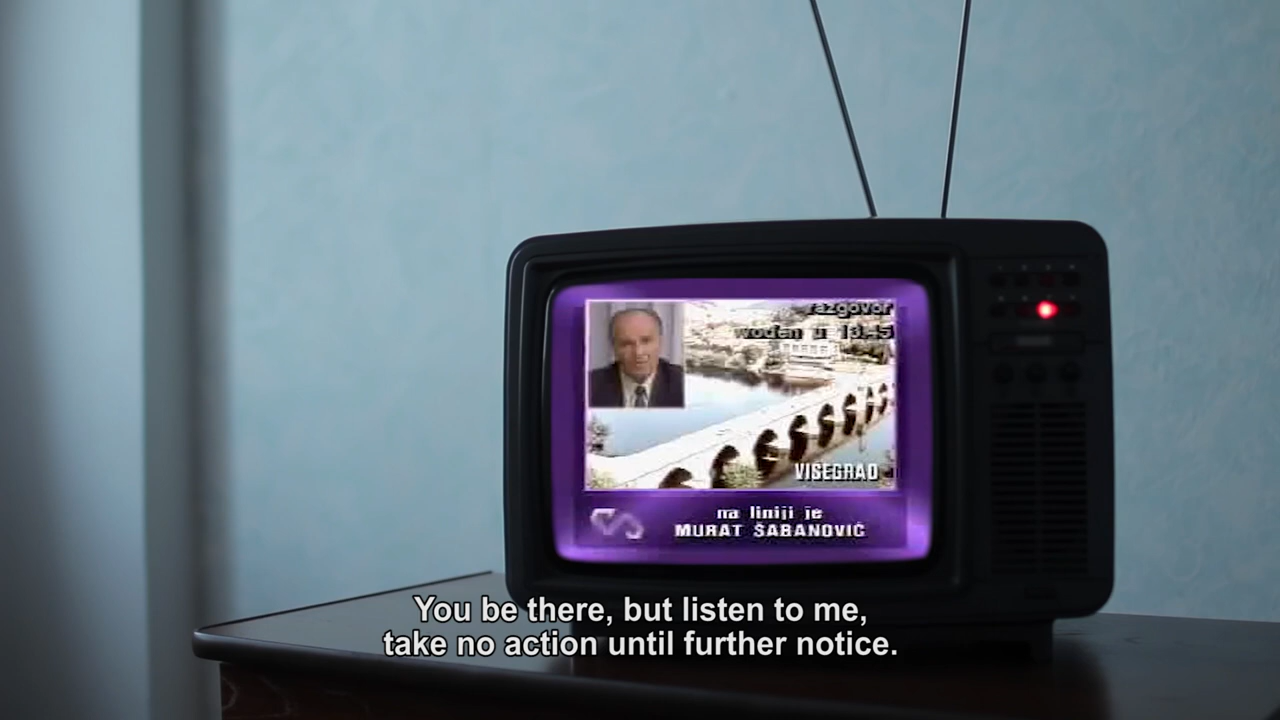 razgovor
vođen u 13.45
VISEGRAD
na liniji je
MURAT ŠABANOVIĆ
You be there, but listen to me,
take no action until further notice.